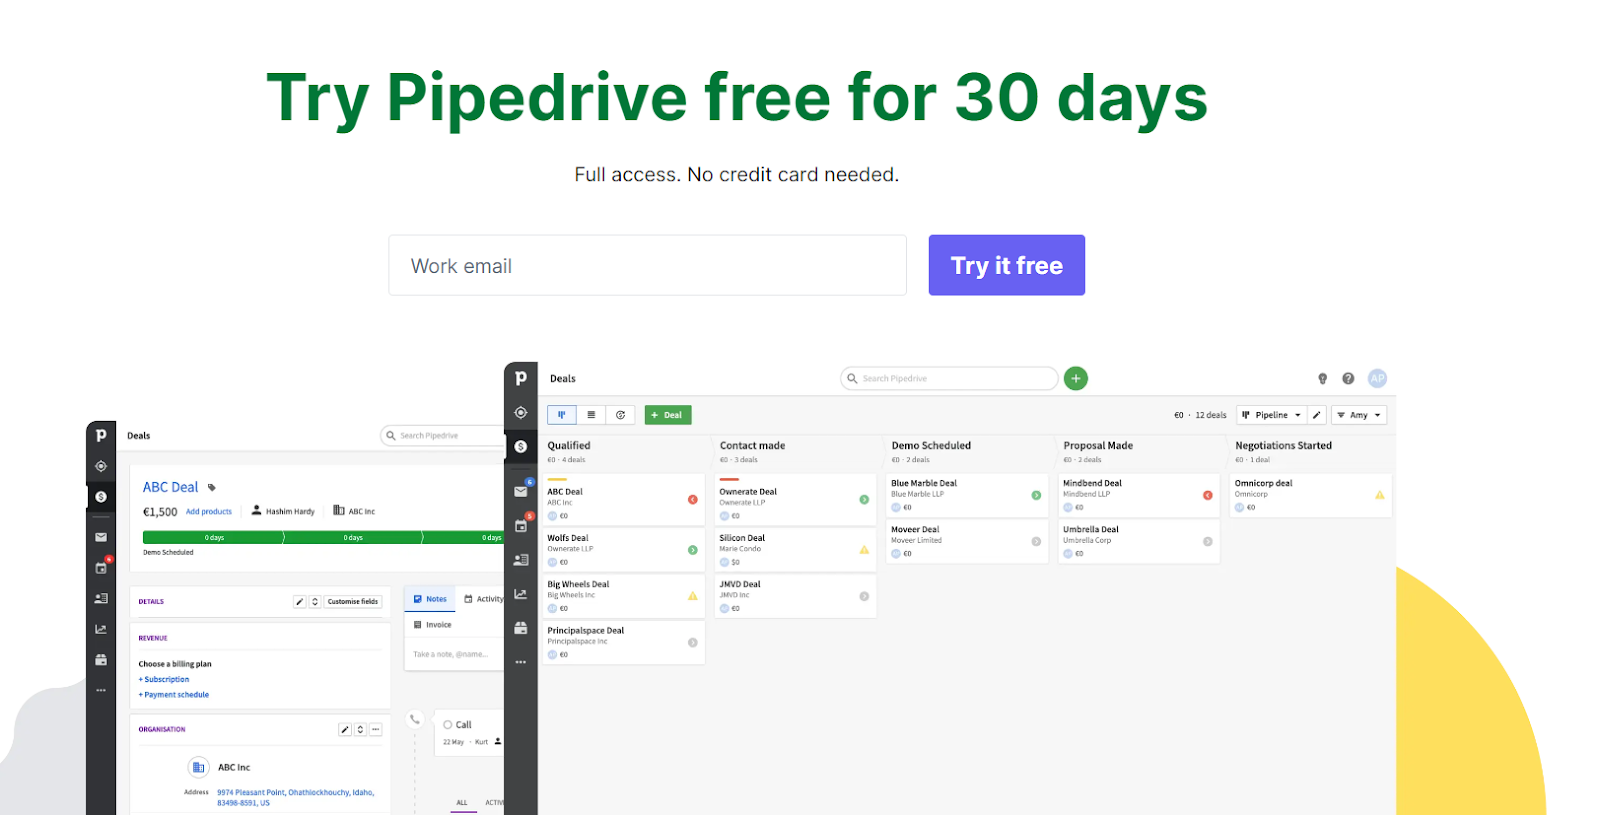 Try Pipedrive free for 30 days
Full access. No credit card needed.
Work email
Try it free
p
Deals
Search Pipedrive
ABC Deal
€1,500 Add products Hashim Hardy ABC Inc
0 days 0 days 0 days
Demo Scheduled
DETAILS
Customise fields
REVENUE
Choose a billing plan
+ Subscription
+ Payment schedule
ORGANISATION
ABC Inc
Address 9974 Pleasant Point, Ohathlockhouchy, Idaho,
83498-8591, US
Notes Activity
Invoice
Take a note, @name...
Call
22 May · Kurt
ALL
p
Deals
Search Pipedrive
AP
6
5
+ Deal
€0 · 12 deals
Pipeline
Amy
Qualified
€0 · 4 deals
ABC Deal
ABC Inc
€0
Wolfs Deal
Ownerate LLP
€0
Big Wheels Deal
Big Wheels Inc
€0
Principalspace Deal
Principalspace Inc
€0
Contact made
€0 · 3 deals
Ownerate Deal
Ownerate LLP
€0
Silicon Deal
Marie Condo
$0
JMVD Deal
JMVD Inc
€0
Demo Scheduled
€0 · 2 deals
Blue Marble Deal
Blue Marble LLP
€0
Moveer Deal
Moveer Limited
€0
Proposal Made
€0 · 2 deals
Mindbend Deal
Mindbend LLP
€0
Umbrella Deal
Umbrella Corp
€0
Negotiations Started
€0 · 1 deal
Omnicorp deal
Omnicorp
€0